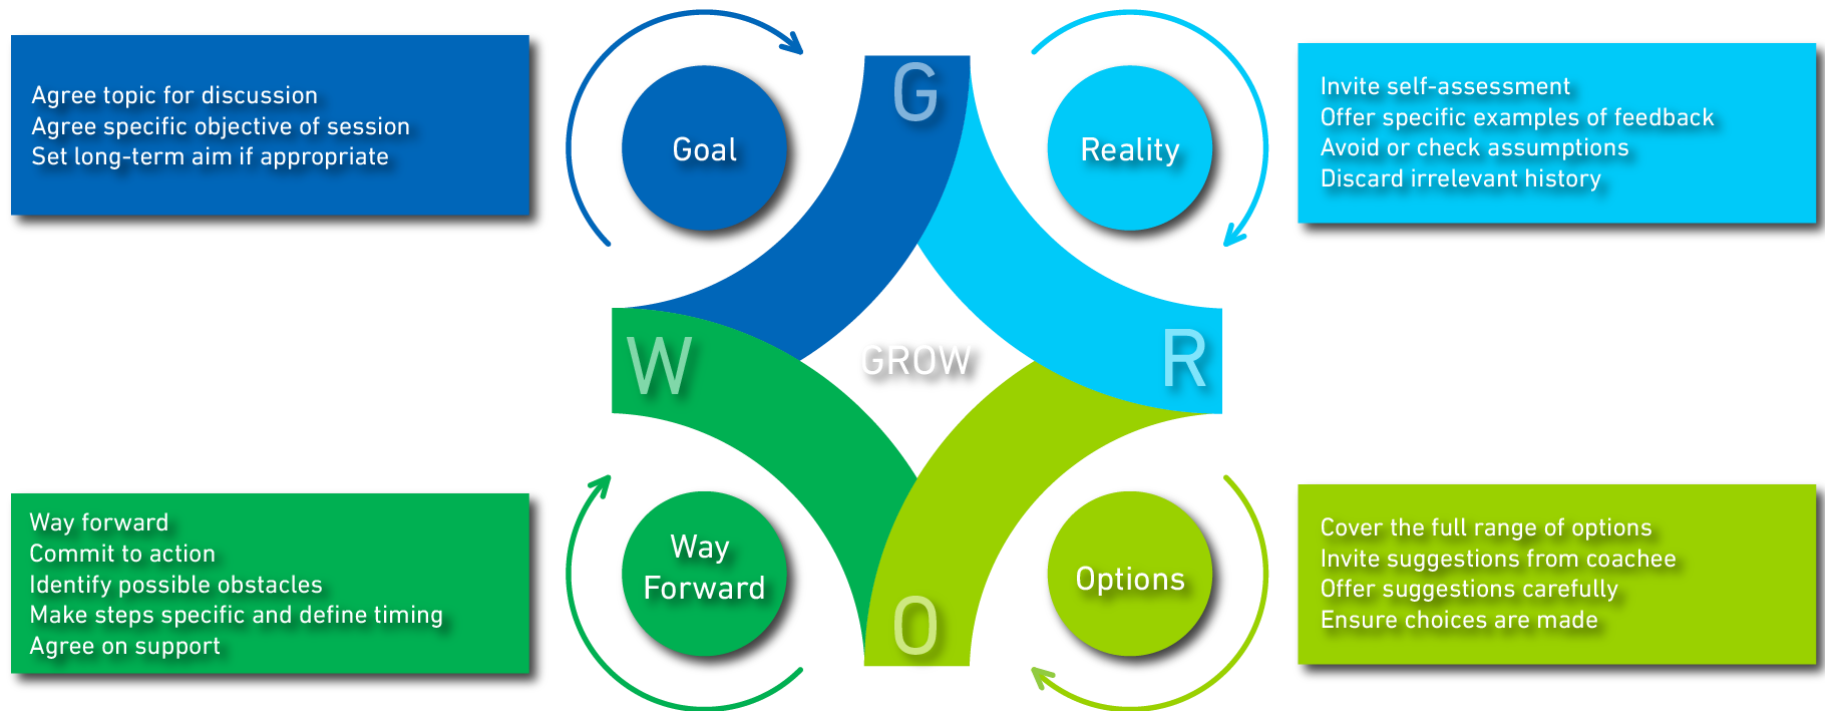 Agree topic for discussion
Agree specific objective of session
Set long-term aim if appropriate
Goal
G
Reality
Invite self-assessment
Offer specific examples of feedback
Avoid or check assumptions
Discard irrelevant history
W
GROW
R
Way forward
Commit to action
Identify possible obstacles
Make steps specific and define timing
Agree on support
Way
Forward
O
Options
Cover the full range of options
Invite suggestions from coachee
Offer suggestions carefully
Ensure choices are made